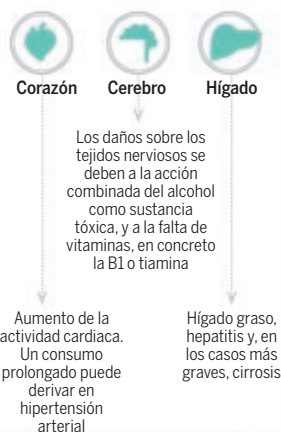 Corazón
Cerebro
Hígado
Los daños sobre los
tejidos nerviosos se
deben a la acción
combinada del alcohol
como sustancia
tóxica, y a la falta de
vitaminas, en concreto
la B1 o tiamina
Aumento de la
actividad cardiaca.
Un consumo
prolongado puede
derivar en
hipertensión
arterial
Hígado graso,
hepatitis y, en
los casos más
graves, cirrosis